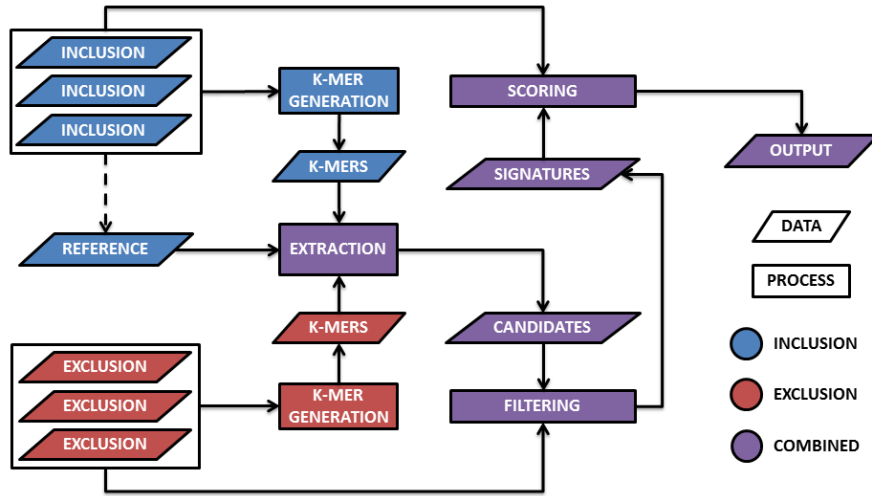 INCLUSION
INCLUSION
INCLUSION
K-MER
GENERATION
K-MERS
REFERENCE
EXTRACTION
K-MERS
EXCLUSION
EXCLUSION
EXCLUSION
K-MER
GENERATION
SCORING
SIGNATURES
CANDIDATES
FILTERING
OUTPUT
DATA
PROCESS
INCLUSION
EXCLUSION
COMBINED